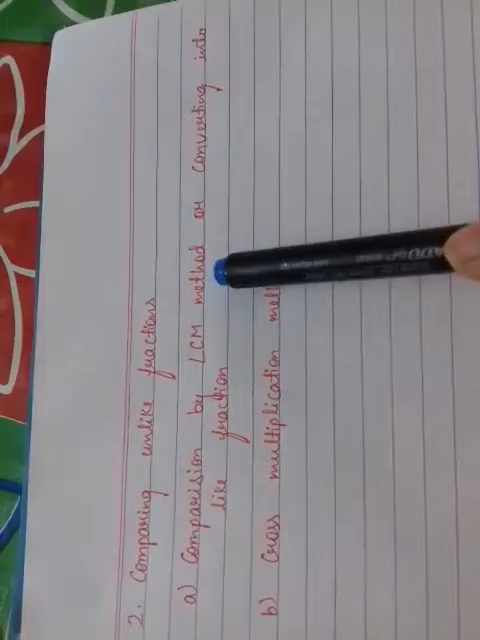 2. Comparing unlike fractions
a) Comparision by LCM method or converting into
like fraction
b) Cross multiplication